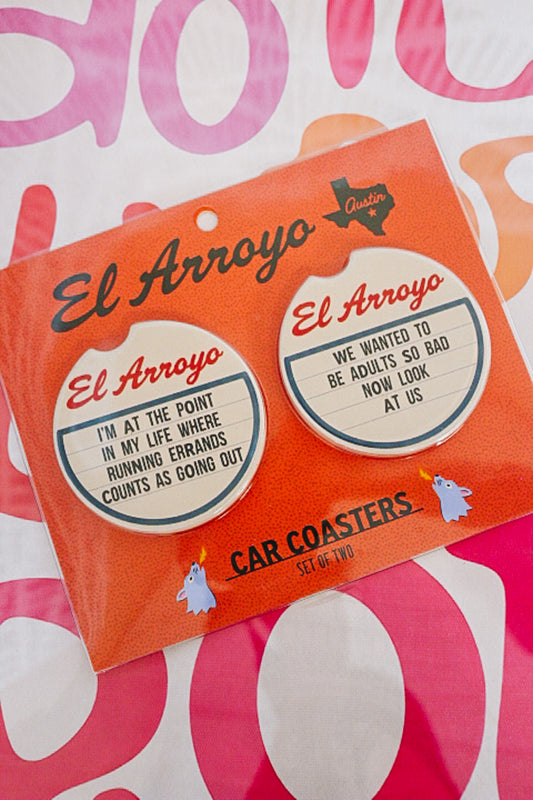 El Arroyo
Austin
El Arroyo
I'M AT THE POINT
IN MY LIFE WHERE
RUNNING ERRANDS
COUNTS AS GOING OUT
El Arroyo
WE WANTED TO
BE ADULTS SO BAD
NOW LOOK
AT US
CAR COASTERS
SET OF TWO